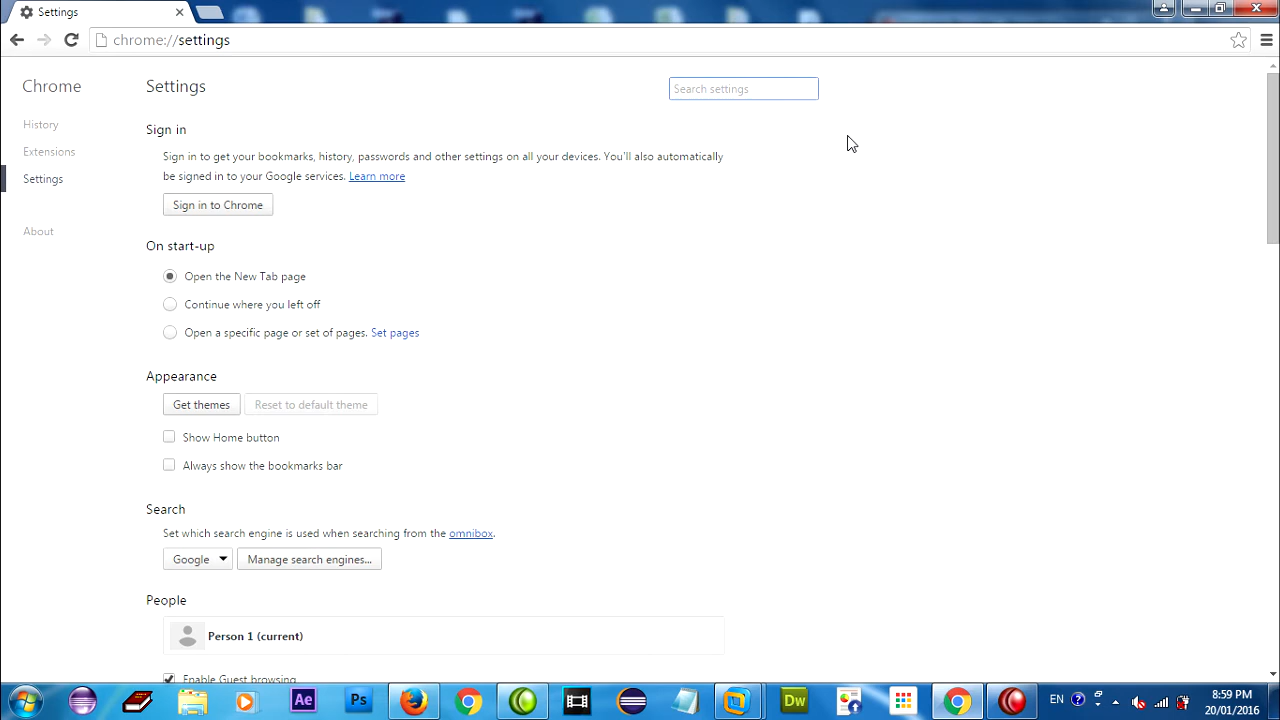 Settings
chrome://settings
Chrome
Settings
Search settings
History
Extensions
Settings
About
Sign in
Sign in to get your bookmarks, history, passwords and other settings on all your devices. You'll also automatically
be signed in to your Google services. Learn more
Sign in to Chrome
On start-up
Open the New Tab page
Continue where you left off
Open a specific page or set of pages. Set pages
Appearance
Get themes
Reset to default theme
Show Home button
Always show the bookmarks bar
Search
Set which search engine is used when searching from the omnibox.
Google
Manage search engines...
People
Person 1 (current)
Enable Guest browsing
Ae
Ps
Dw
EN
8:59 PM
20/01/2016